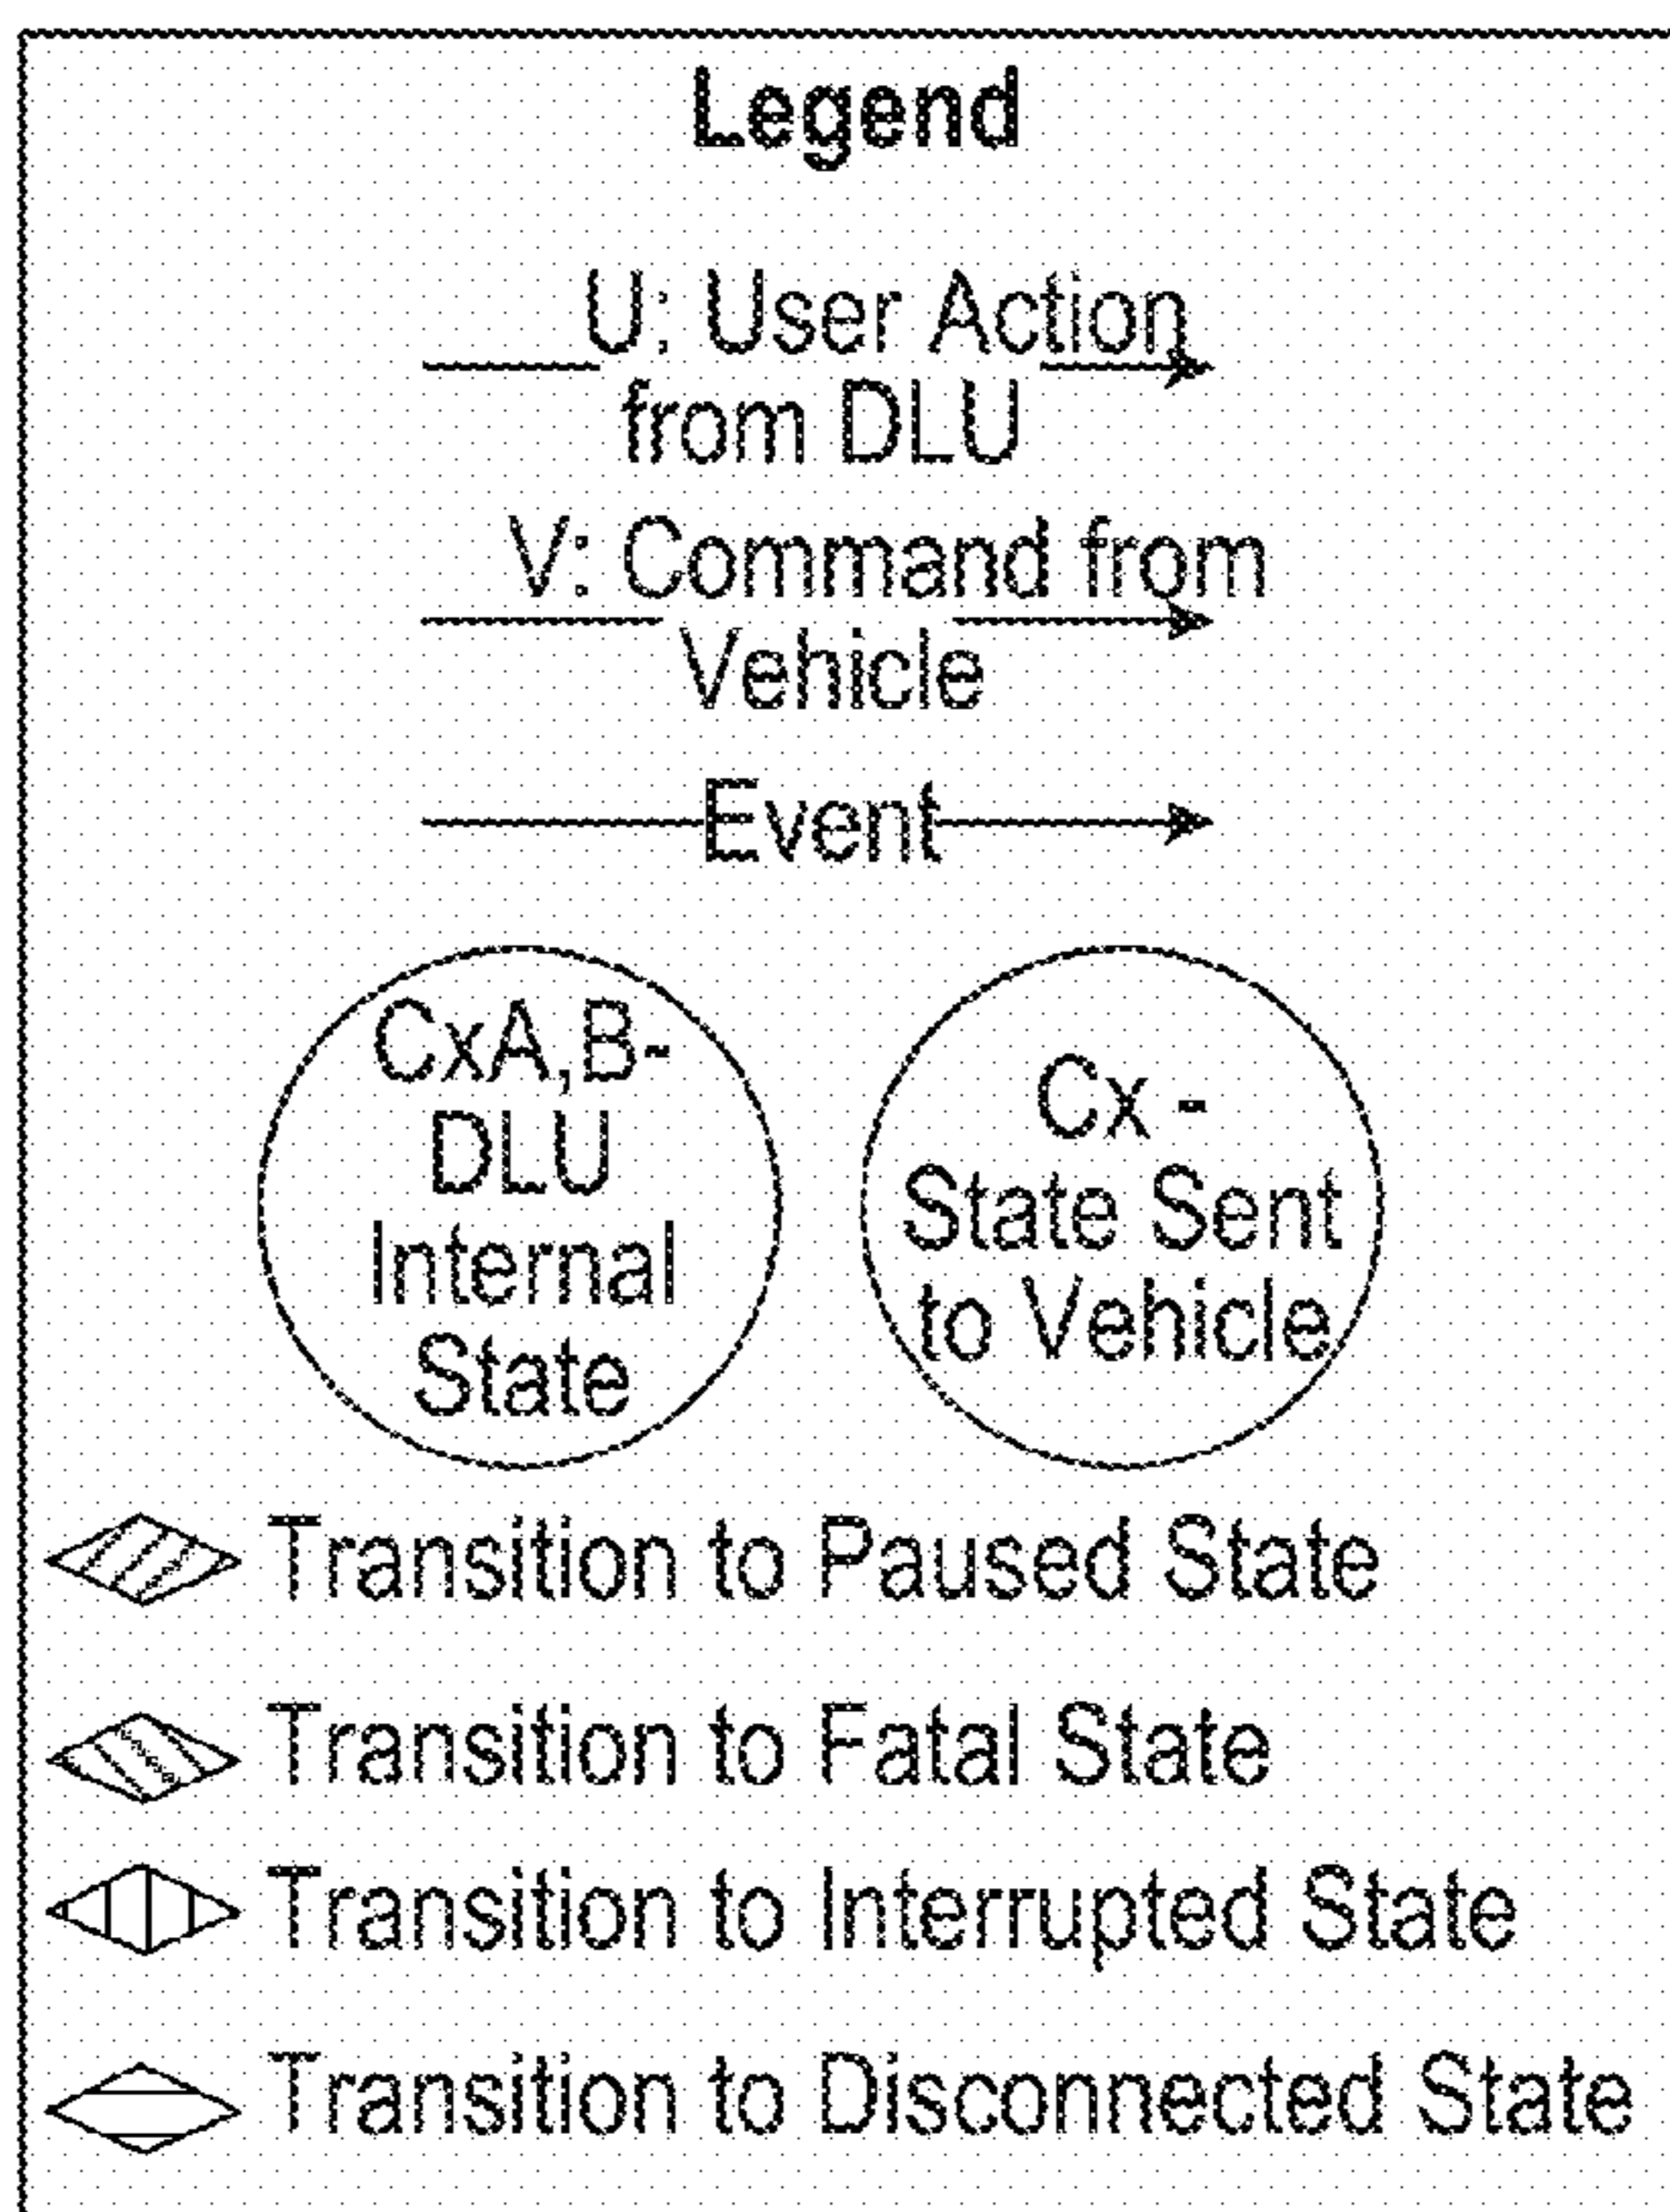 Legend
U: User Action
from DLU
V: Command from
Vehicle
Event
CxA,B-
DLU
Internal
State
Cx -
State Sent
to Vehicle
Transition to Paused State
Transition to Fatal State
Transition to Interrupted State
Transition to Disconnected State